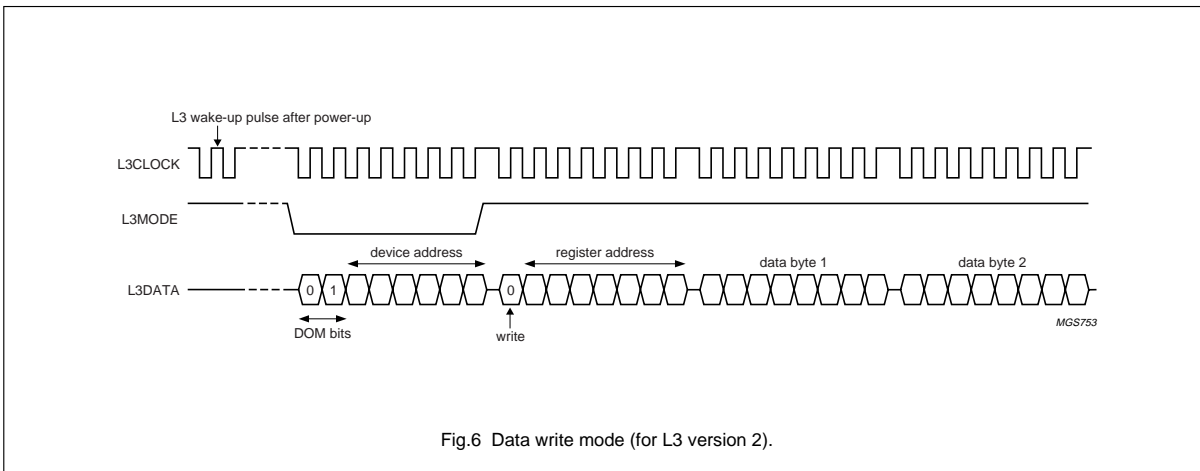 L3 wake-up pulse after power-up
L3CLOCK
L3MODE
device address
register address
data byte 1
data byte 2
L3DATA
0
1
0
DOM bits
write
MGS753
Fig.6 Data write mode (for L3 version 2).